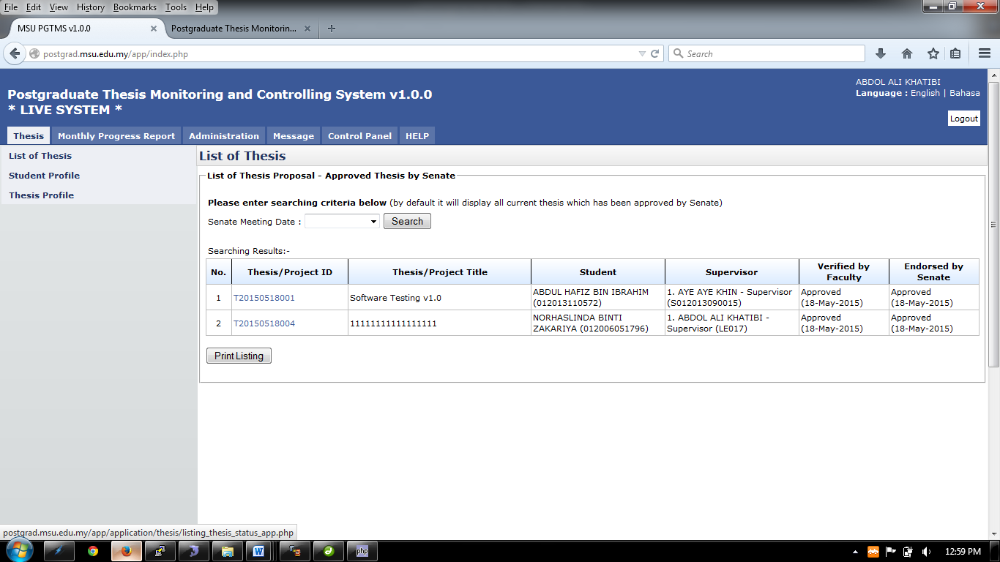 File Edit View History Bookmarks Tools Help
MSU PGTMS v1.0.0 Postgraduate Thesis Monitorin...
postgrad.msu.edu.my/app/index.php Search
ABDOL ALI KHATIBI
Language : English | Bahasa
Postgraduate Thesis Monitoring and Controlling System v1.0.0
* LIVE SYSTEM *
Logout
Thesis Monthly Progress Report Administration Message Control Panel HELP
List of Thesis
Student Profile
Thesis Profile
List of Thesis
List of Thesis Proposal - Approved Thesis by Senate
Please enter searching criteria below (by default it will display all current thesis which has been approved by Senate)
Senate Meeting Date : Search
Searching Results:-
No. Thesis/Project ID Thesis/Project Title Student Supervisor Verified by Faculty Endorsed by Senate
1 T20150518001 Software Testing v1.0 ABDUL HAFIZ BIN IBRAHIM (012013110572) 1. AYE AYE KHIN - Supervisor (S012013090015) Approved (18-May-2015) Approved (18-May-2015)
2 T20150518004 11111111111111111 NORHASLINDA BINTI ZAKARIYA (012006051796) 1. ABDOL ALI KHATIBI - Supervisor (LE017) Approved (18-May-2015) Approved (18-May-2015)
Print Listing
postgrad.msu.edu.my/app/application/thesis/listing_thesis_status_app.php
php
12:59 PM